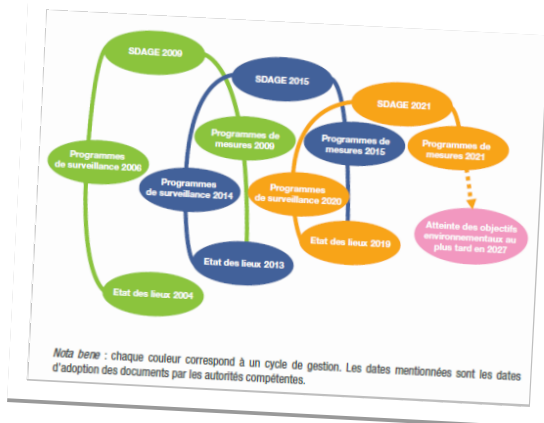 SDAGE 2009
SDAGE 2015
SDAGE 2021
Programmes de
mesures 2009
Programmes de
mesures 2015
Programmes de
mesures 2021
Programmes
de surveillance 2006
Programmes
de surveillance 2014
Programmes
de surveillance 2020
Atteinte des objectifs
environnementaux au
plus tard en 2027
Etat des lieux 2004
Etat des lieux 2013
Etat des lieux 2019
Nota bene : chaque couleur correspond à un cycle de gestion. Les dates mentionnées sont les dates
d'adoption des documents par les autorités compétentes.